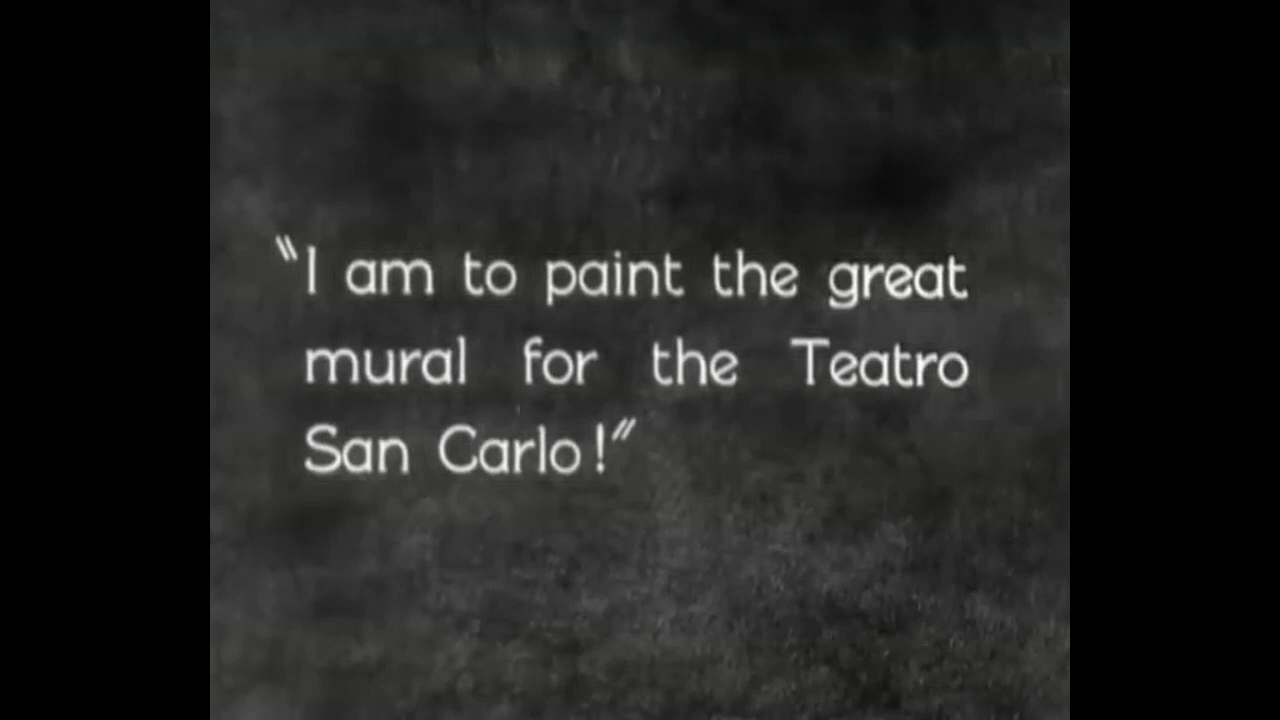 "I am to paint the great
mural for the Teatro
San Carlo!"